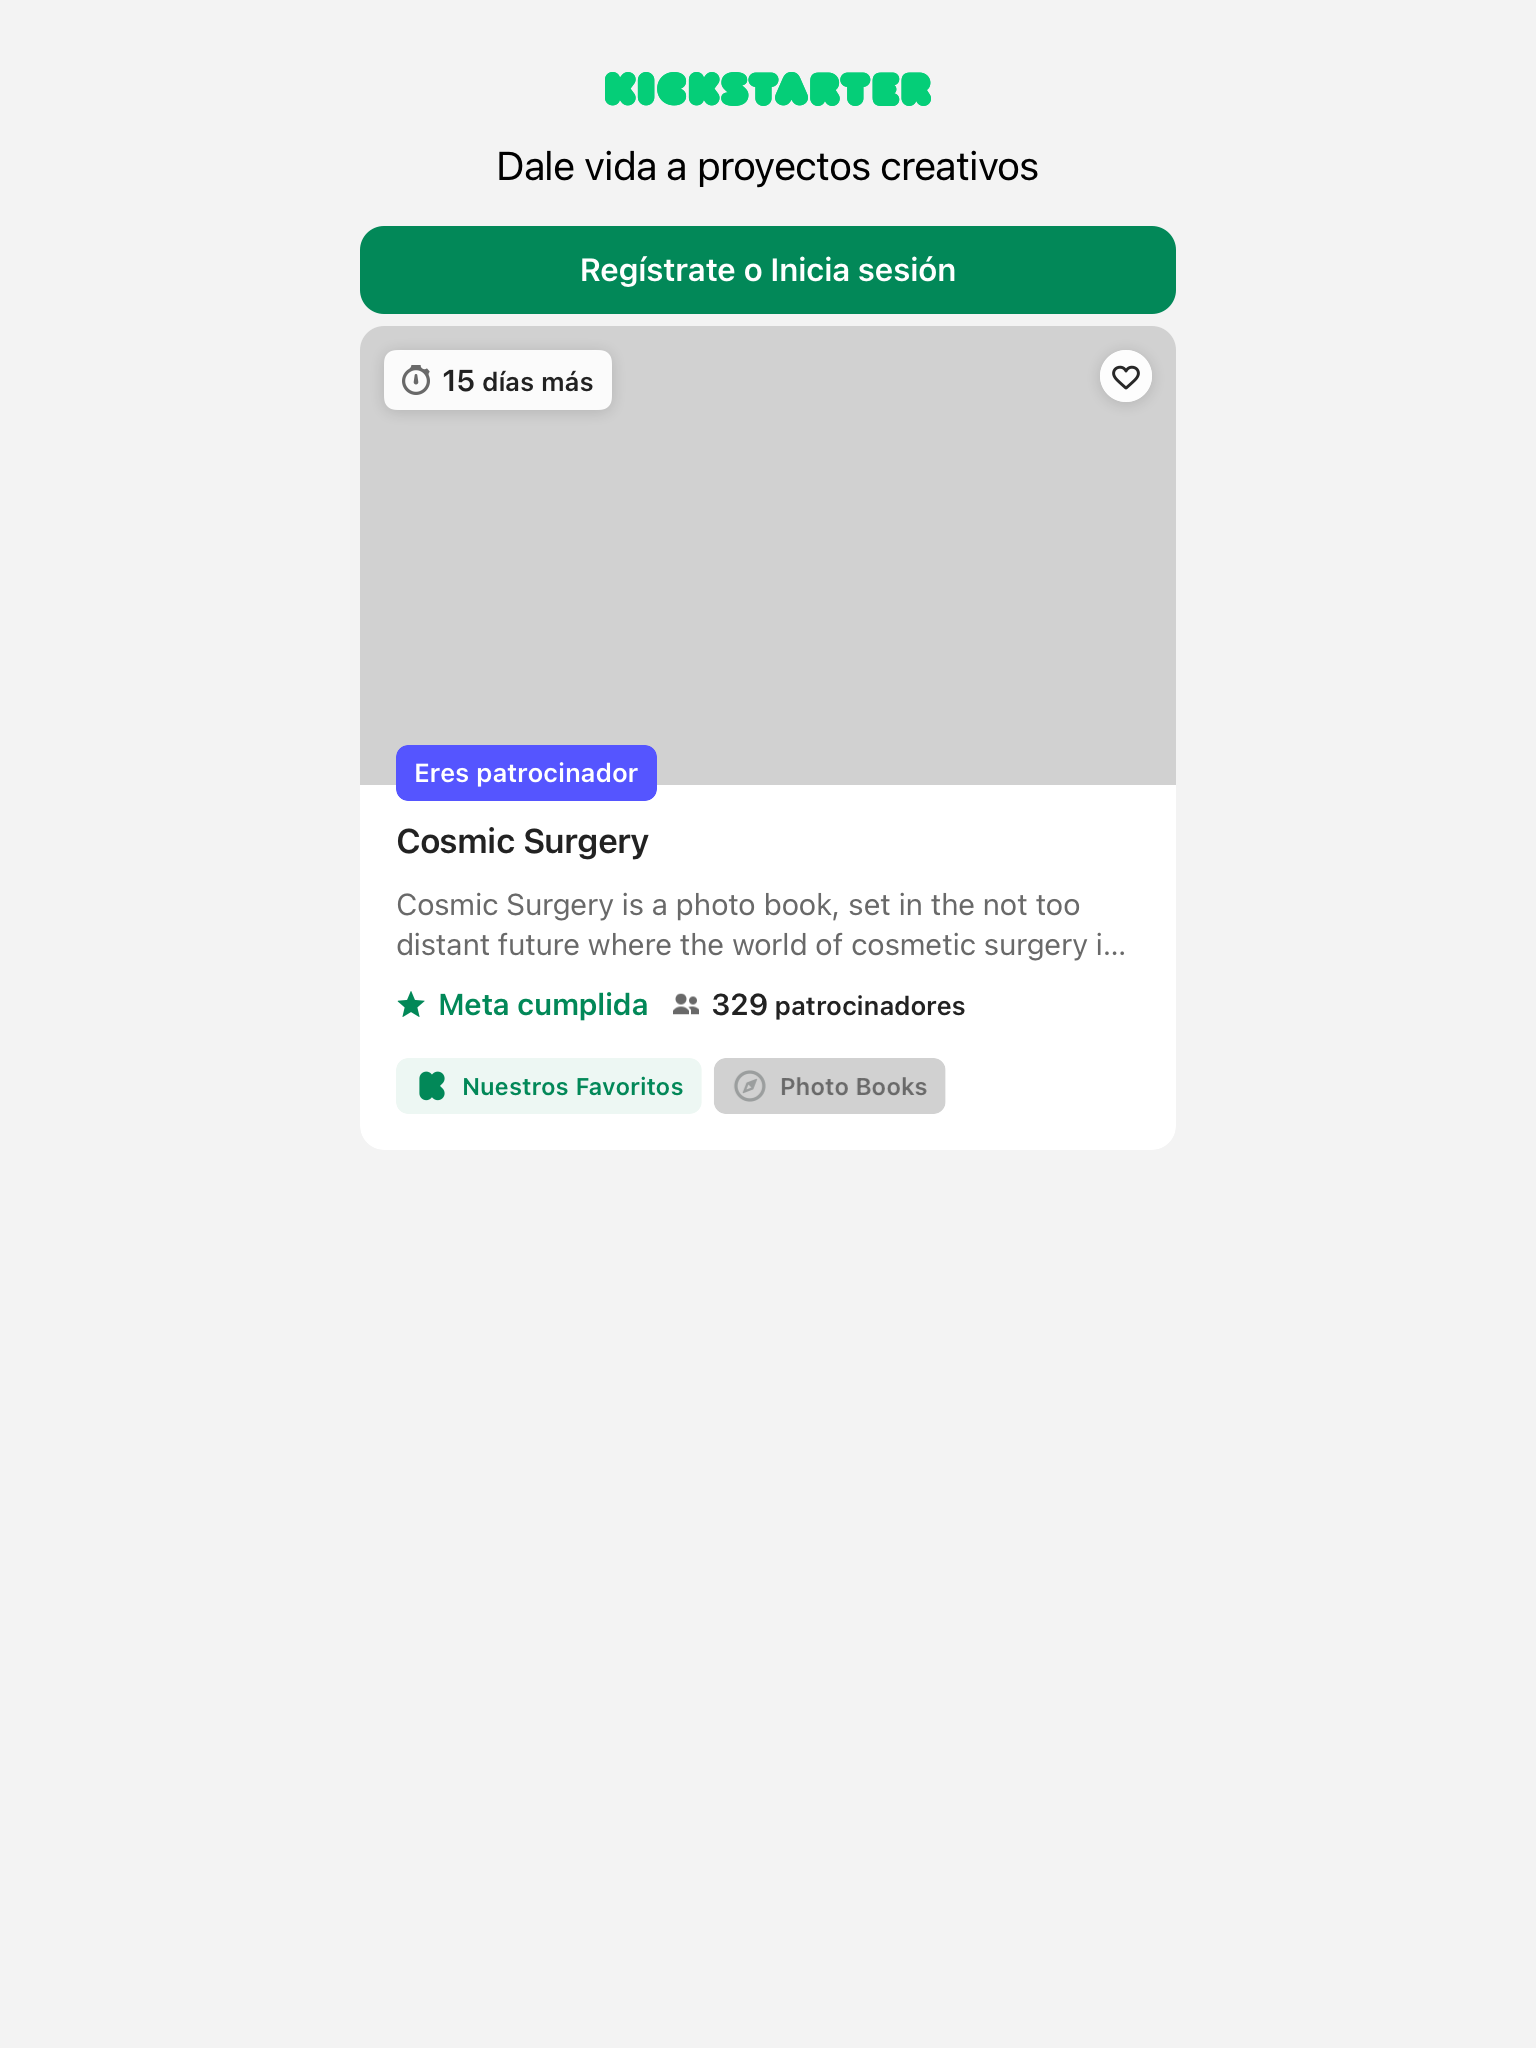 KICKSTARTER
Dale vida a proyectos creativos
Regístrate o Inicia sesión
15 días más
Eres patrocinador
Cosmic Surgery
Cosmic Surgery is a photo book, set in the not too
distant future where the world of cosmetic surgery i...
Meta cumplida 329 patrocinadores
Nuestros Favoritos Photo Books